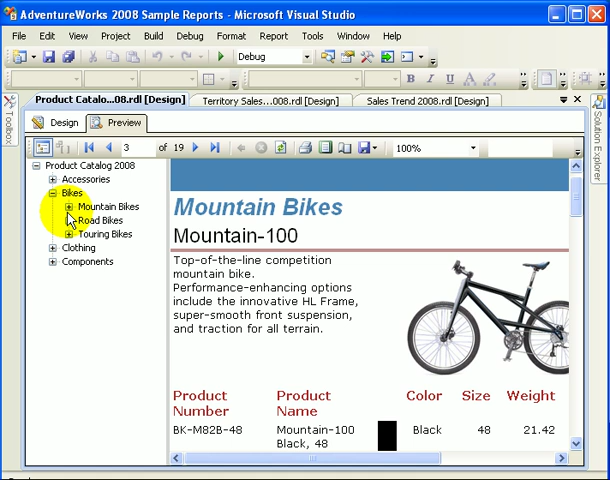 AdventureWorks 2008 Sample Reports - Microsoft Visual Studio
File Edit View Project Build Debug Format Report Tools Window Help
Debug
B I U
Product Catalo...08.rdl [Design] Territory Sales...008.rdl [Design] Sales Trend 2008.rdl [Design]
Toolbox
Solution Explorer
Design Preview
3 of 19 100%
Product Catalog 2008
Accessories
Bikes
Mountain Bikes
Road Bikes
Touring Bikes
Clothing
Components
Mountain Bikes
Mountain-100
Top-of-the-line competition
mountain bike.
Performance-enhancing options
include the innovative HL Frame,
super-smooth front suspension,
and traction for all terrain.
Product Number Product Name Color Size Weight
BK-M82B-48 Mountain-100 Black, 48 Black 48 21.42